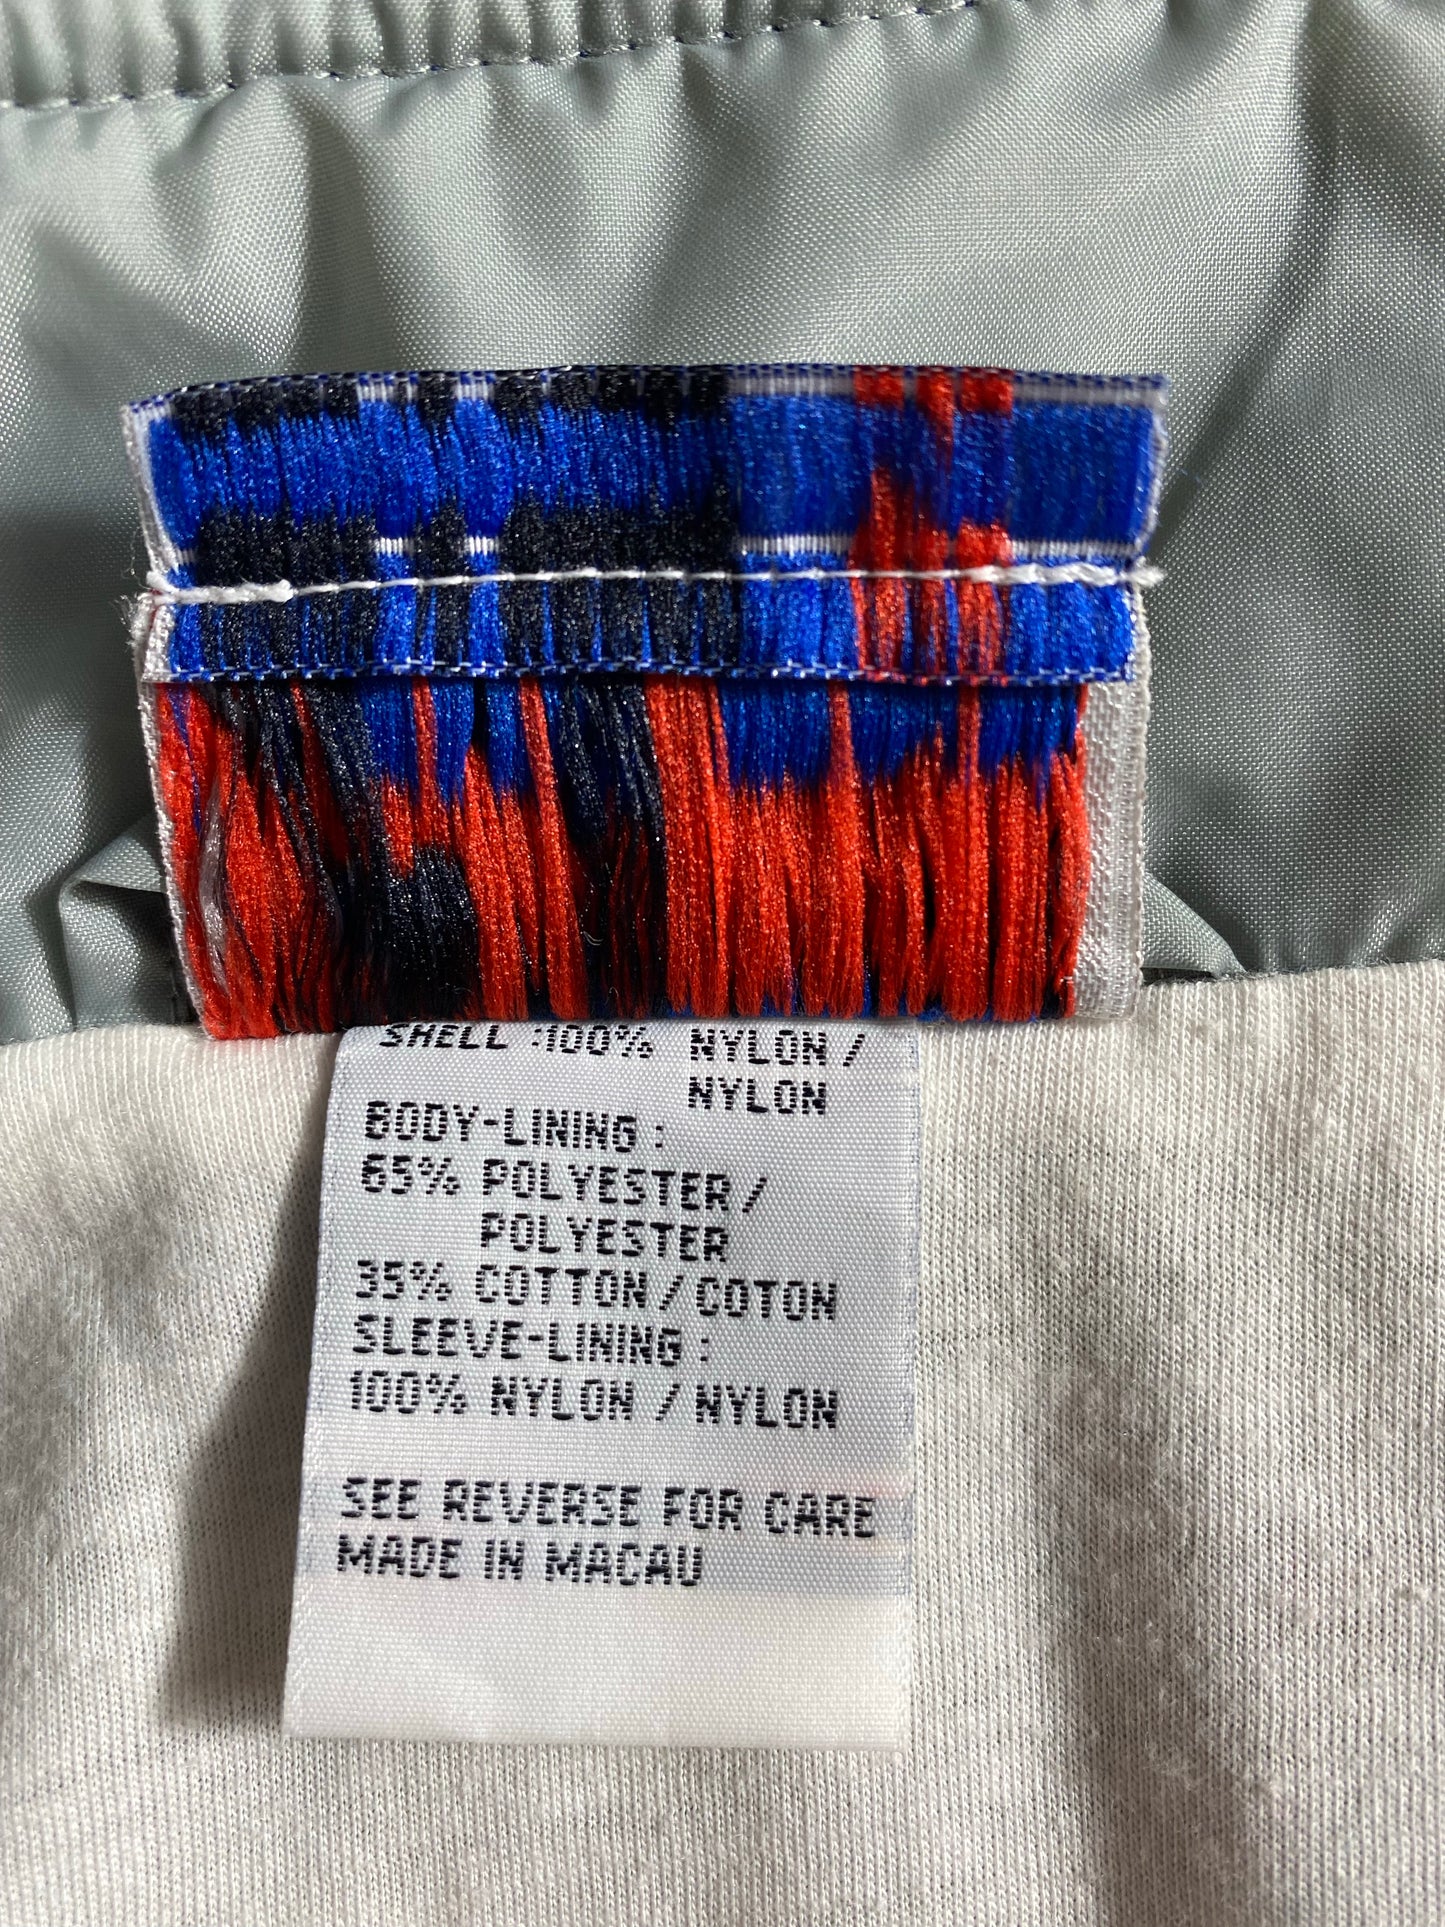 SHELL :100% NYLON /
NYLON
BODY-LINING :
65% POLYESTER /
POLYESTER
35% COTTON / COTON
SLEEVE-LINING :
100% NYLON / NYLON
SEE REVERSE FOR CARE
MADE IN MACAU